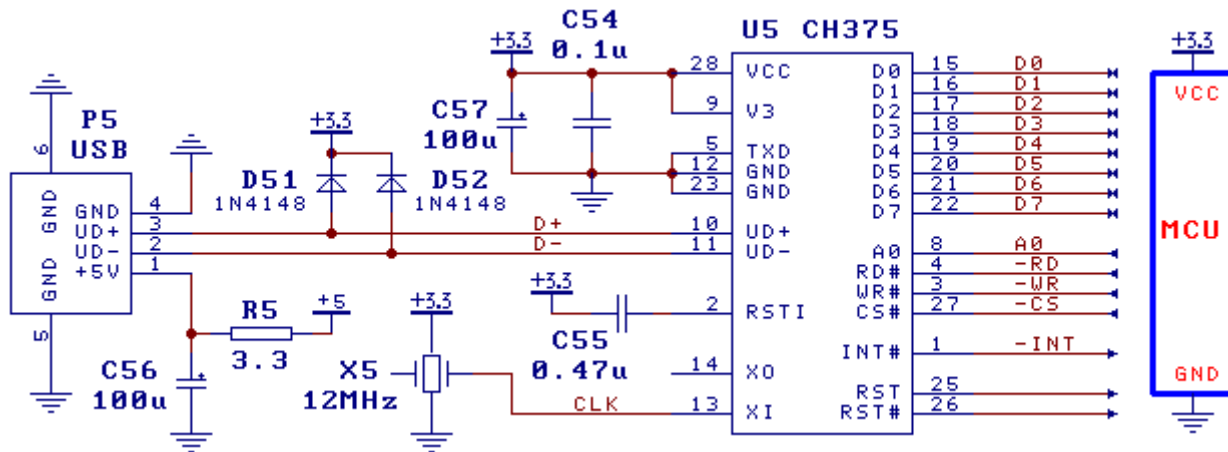 C54
0.1u
U5 CH375
+3.3
+3.3
28 VCC D0 15 D0
D1 16 D1
VCC
C57
100u
9 V3 D2 17 D2
D3 18 D3
P5
USB
+3.3
5 TXD D4 19 D4
12 GND D5 20 D5
23 GND D6 21 D6
D7 22 D7
6
D51
1N4148
D52
1N4148
GND
GND 4
UD+ 3
D+
10 UD+
UD- 2
D-
11 UD-
MCU
A0 8 A0
+5V 1
GND
RD# 4 -RD
WR# 3 -WR
CS# 27 -CS
5
R5
3.3
+5
+3.3
+3.3
2 RSTI
C55
0.47u
INT# 1 -INT
C56
100u
X5
12MHz
14 XO
GND
RST 25
CLK
13 XI
RST# 26